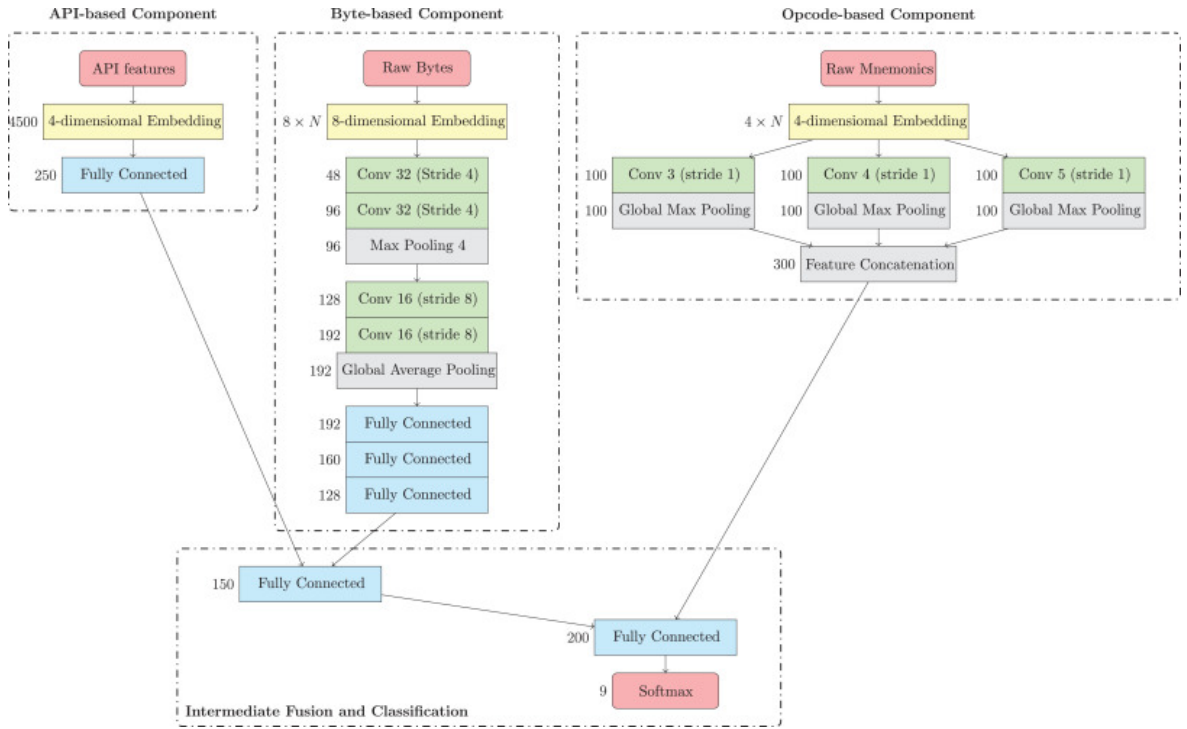 API-based Component
API features
4500 4-dimensiomal Embedding
250 Fully Connected
Byte-based Component
Raw Bytes
8 × N 8-dimensiomal Embedding
48 Conv 32 (Stride 4)
96 Conv 32 (Stride 4)
96 Max Pooling 4
128 Conv 16 (stride 8)
192 Conv 16 (stride 8)
192 Global Average Pooling
192 Fully Connected
160 Fully Connected
128 Fully Connected
Opcode-based Component
Raw Mnemonics
4 × N 4-dimensiomal Embedding
100 Conv 3 (stride 1) 100 Conv 4 (stride 1) 100 Conv 5 (stride 1)
100 Global Max Pooling 100 Global Max Pooling 100 Global Max Pooling
300 Feature Concatenation
150 Fully Connected
200 Fully Connected
9 Softmax
Intermediate Fusion and Classification